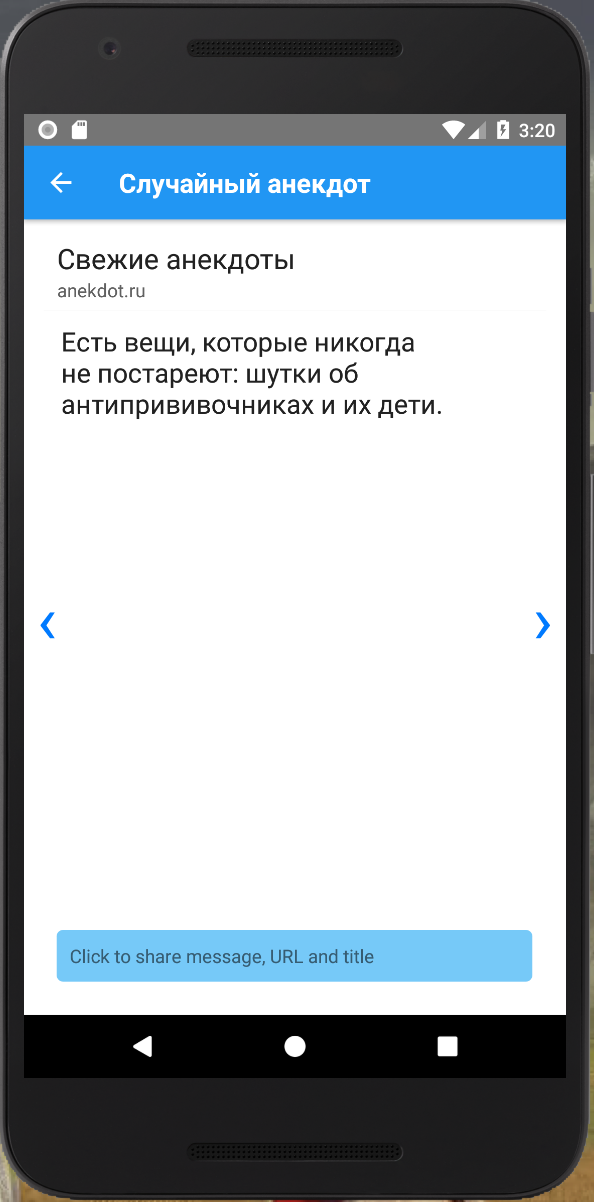 3:20
Случайный анекдот
Свежие анекдоты
anekdot.ru
Есть вещи, которые никогда
не постареют: шутки об
антипрививочниках и их дети.
Click to share message, URL and title